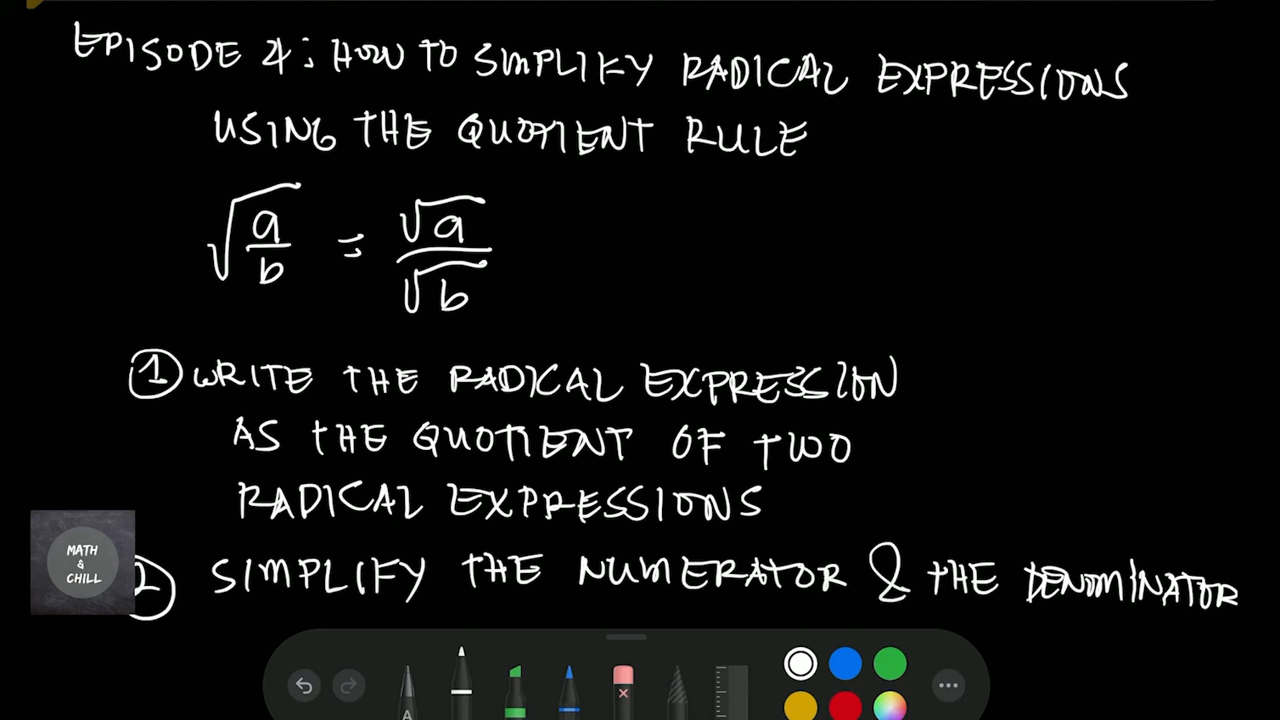 EPISODE 4: HOW TO SIMPLIFY RADICAL EXPRESSIONS
USING THE QUOTIENT RULE
√(a/b) = √a/√b
① WRITE THE RADICAL EXPRESSION
AS THE QUOTIENT OF TWO
RADICAL EXPRESSIONS
② SIMPLIFY THE NUMERATOR & THE DENOMINATOR
MATH
&
CHILL
A